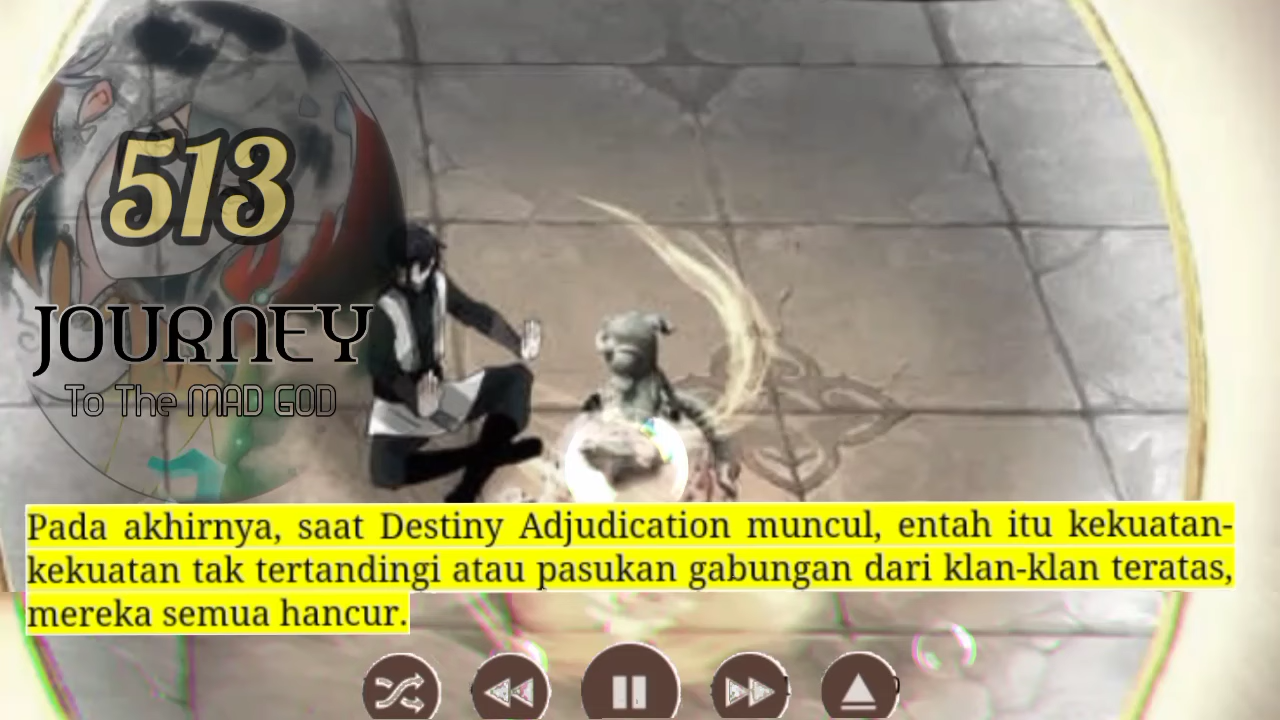 513
JOURNEY
To The MAD GOD
Pada akhirnya, saat Destiny Adjudication muncul, entah itu kekuatan-
kekuatan tak tertandingi atau pasukan gabungan dari klan-klan teratas,
mereka semua hancur.